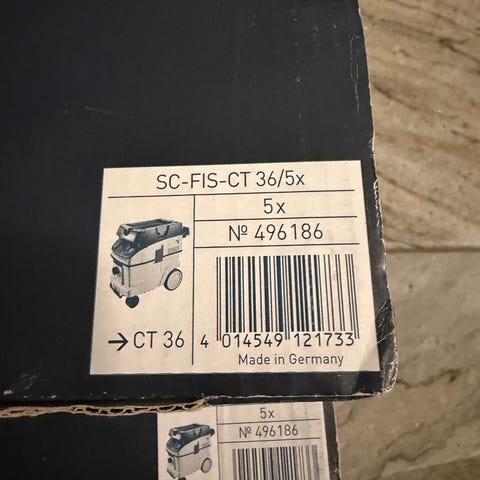 SC-FIS-CT 36/5x
5x
Nº 496186
→ CT 36
4 014549 121733
Made in Germany
5x
Nº 496186